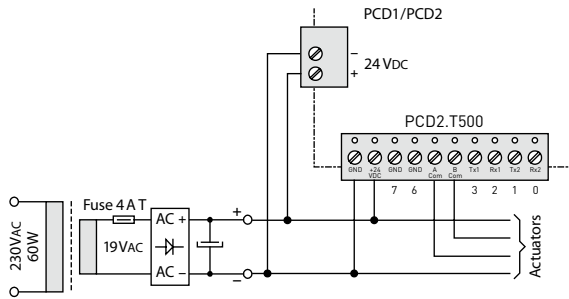 PCD1/PCD2
–
+
24 VDC
PCD2.T500
GND +24 VDC GND GND A Com B Com Tx1 Rx1 Tx2 Rx2
7 6 3 2 1 0
Fuse 4 A T
230VAC
60W
19VAC
AC +
AC –
+
–
Actuators